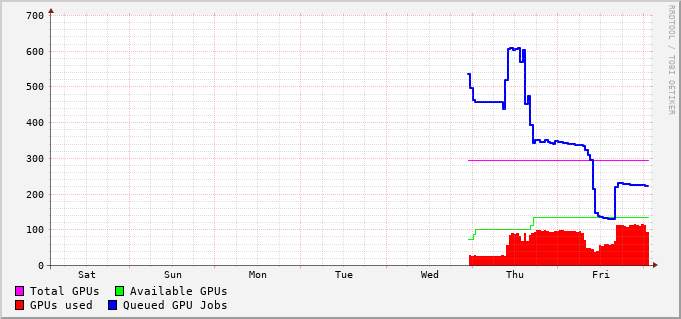 700
600
500
400
300
200
100
0
Sat Sun Mon Tue Wed Thu Fri
Total GPUs Available GPUs
GPUs used Queued GPU Jobs
RRDTOOL / TOBI OETIKER